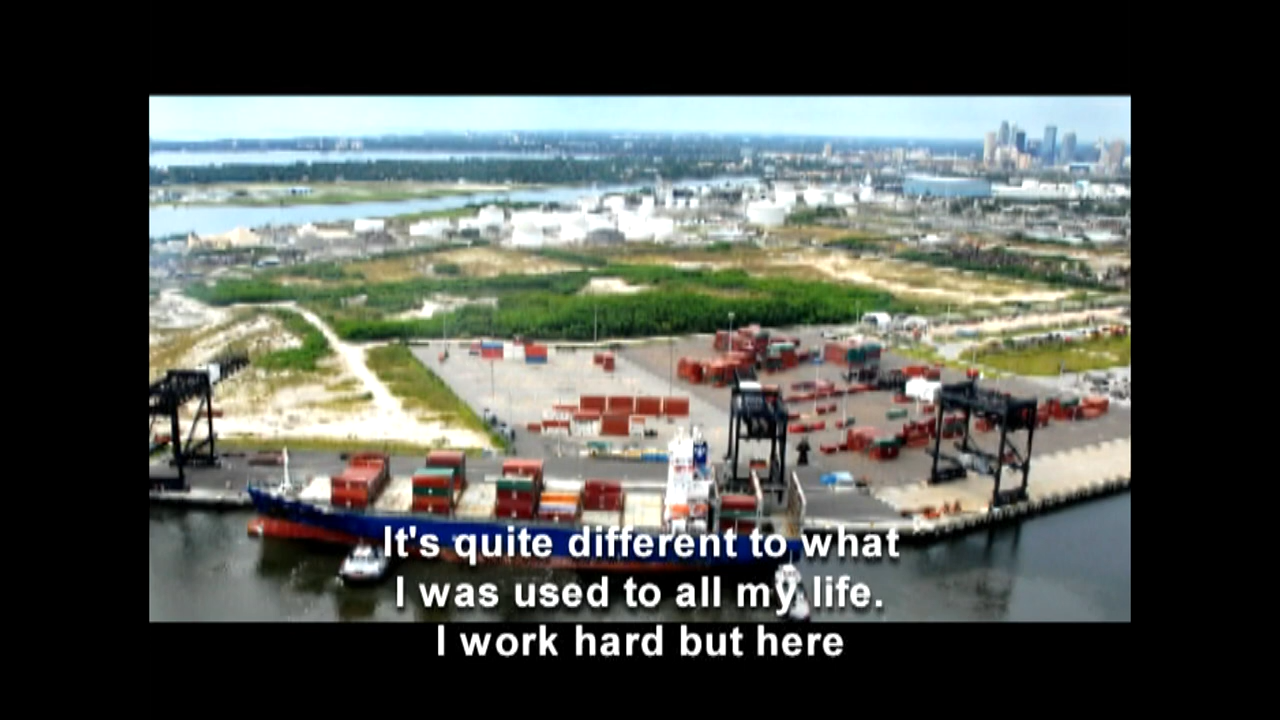 It's quite different to what
I was used to all my life.
I work hard but here